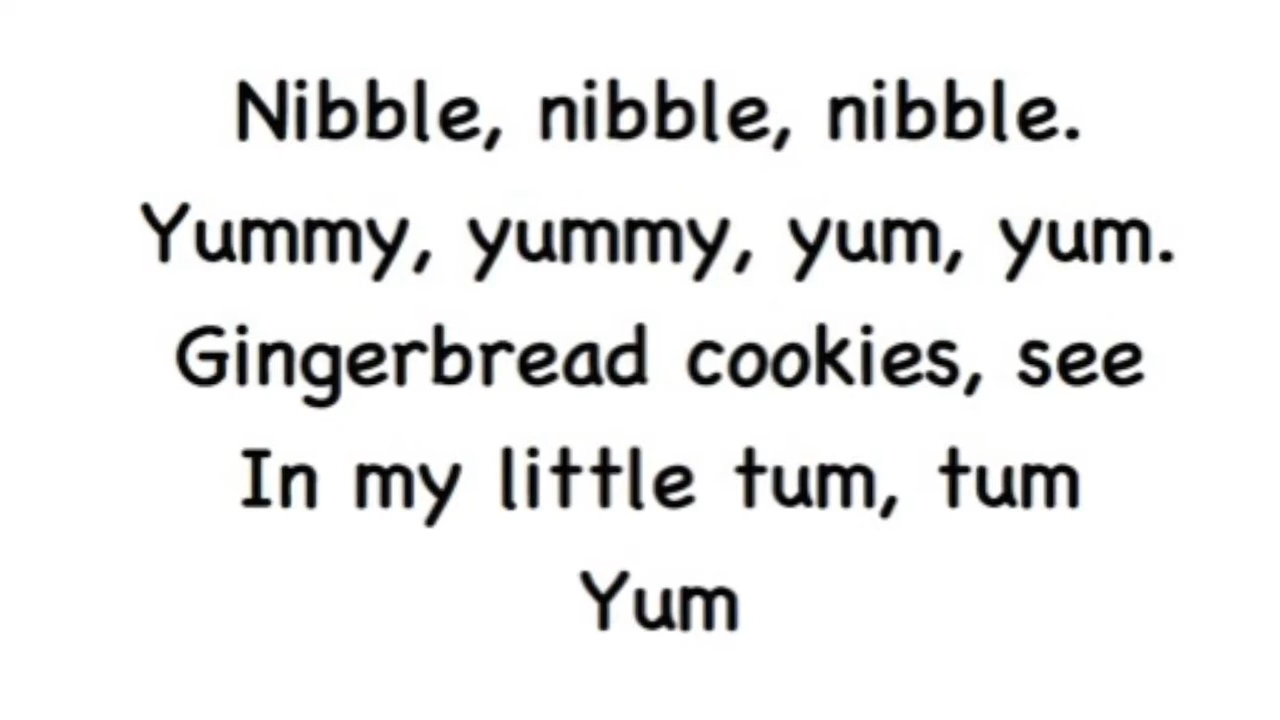 Nibble, nibble, nibble.
Yummy, yummy, yum, yum.
Gingerbread cookies, see
In my little tum, tum
Yum